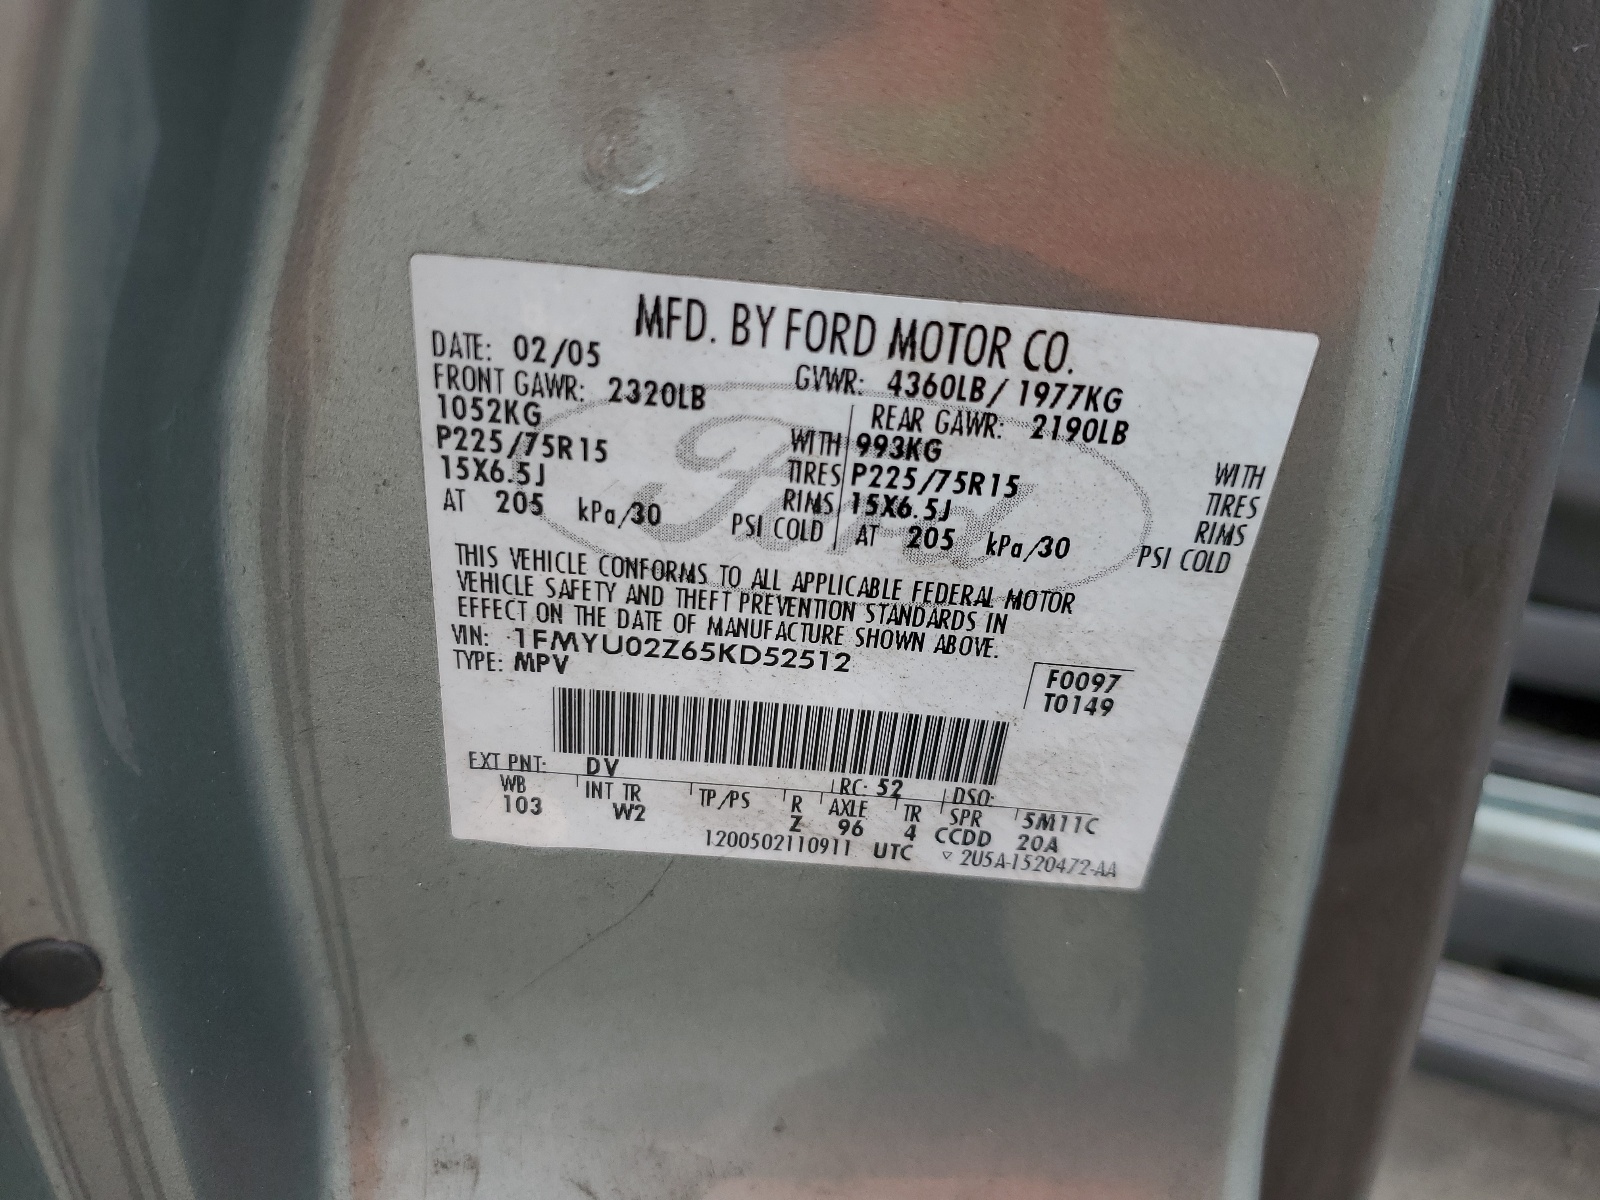 MFD. BY FORD MOTOR CO.
DATE: 02/05 GVWR: 4360LB / 1977KG
FRONT GAWR: 2320LB REAR GAWR: 2190LB
1052KG WITH 993KG WITH
P225/75R15 TIRES P225/75R15 TIRES
15X6.5J RIMS 15X6.5J RIMS
AT 205 kPa/30 PSI COLD AT 205 kPa/30 PSI COLD
THIS VEHICLE CONFORMS TO ALL APPLICABLE FEDERAL MOTOR
VEHICLE SAFETY AND THEFT PREVENTION STANDARDS IN
EFFECT ON THE DATE OF MANUFACTURE SHOWN ABOVE.
VIN: 1FMYU02Z65KD52512
TYPE: MPV
F0097
T0149
EXT PNT: DV RC: 52 DSO:
WB INT TR TP/PS R AXLE TR SPR 5M11C
103 W2 Z 96 4 CCDD 20A
1200502110911 UTC ▽ 2U5A-1520472-AA
Ford